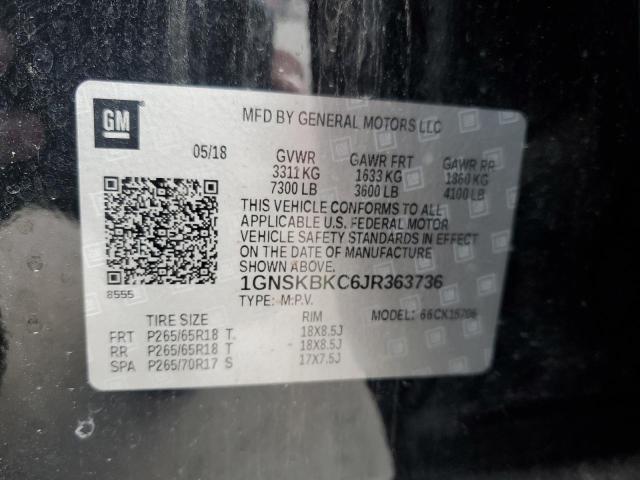 GM
MFD BY GENERAL MOTORS LLC
05/18 GVWR GAWR FRT GAWR RR
3311 KG 1633 KG 1860 KG
7300 LB 3600 LB 4100 LB
THIS VEHICLE CONFORMS TO ALL
APPLICABLE U.S. FEDERAL MOTOR
VEHICLE SAFETY STANDARDS IN EFFECT
ON THE DATE OF MANUFACTURE
SHOWN ABOVE.
8555
1GNSKBKC6JR363736
TYPE: M.P.V. MODEL: 66CK15706
TIRE SIZE RIM
FRT P265/65R18 T. 18X8.5J
RR P265/65R18 T - 18X8.5J
SPA P265/70R17 S 17X7.5J